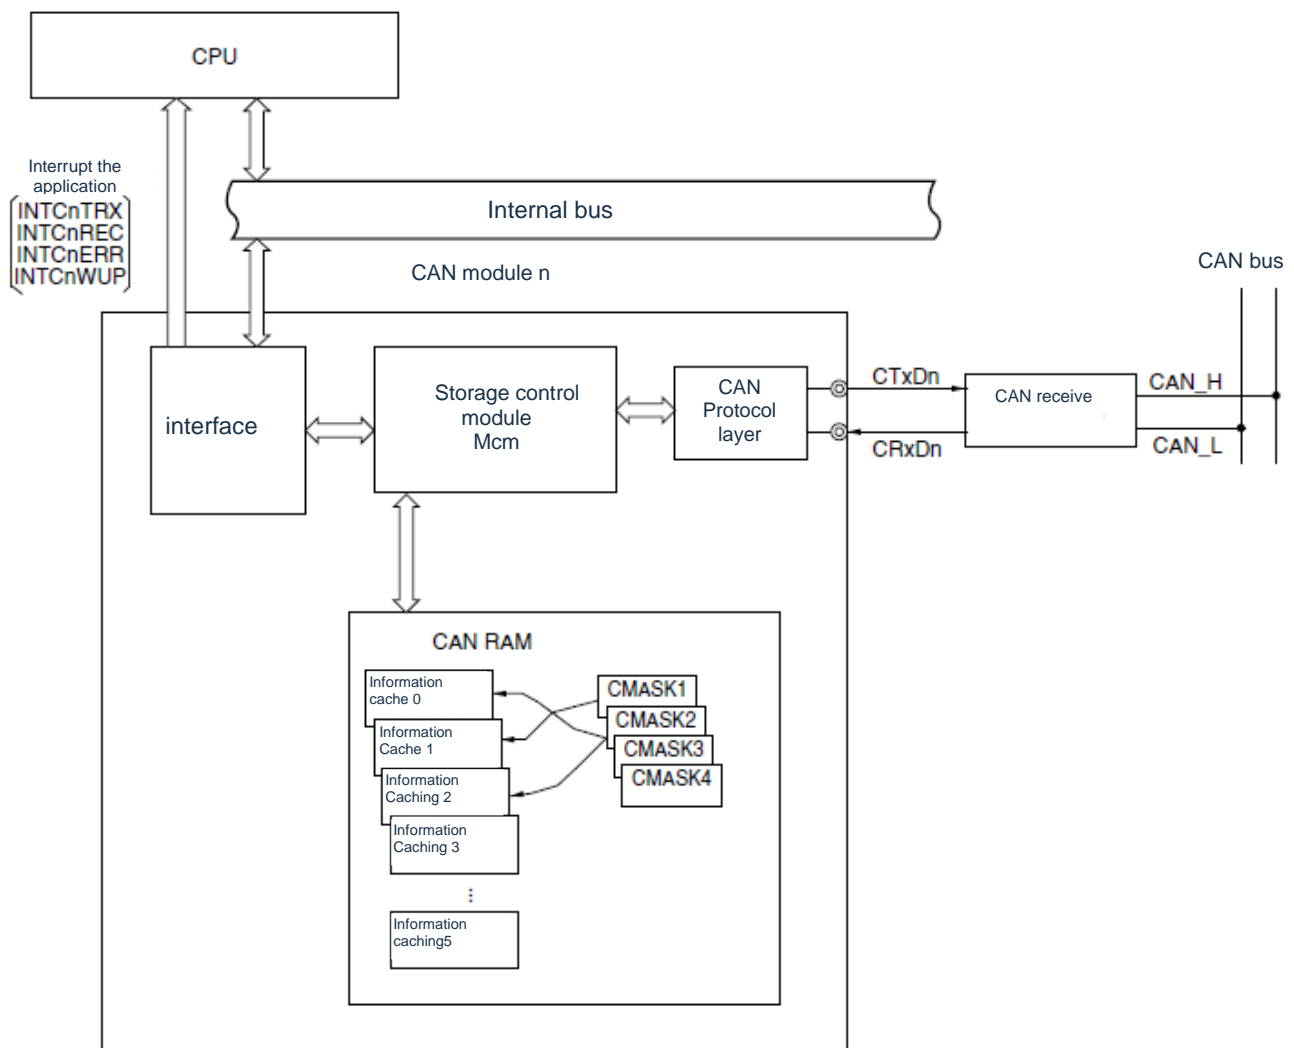 CPU
Interrupt the
application
INTCnTRX
INTCnREC
INTCnERR
INTCnWUP
Internal bus
CAN module n
CAN bus
interface
Storage control
module
Mcm
CAN
Protocol
layer
CTxDn
CRxDn
CAN receive
CAN_H
CAN_L
CAN RAM
Information
cache 0
Information
Cache 1
Information
Caching 2
Information
Caching 3
⋮
Information
caching5
CMASK1
CMASK2
CMASK3
CMASK4